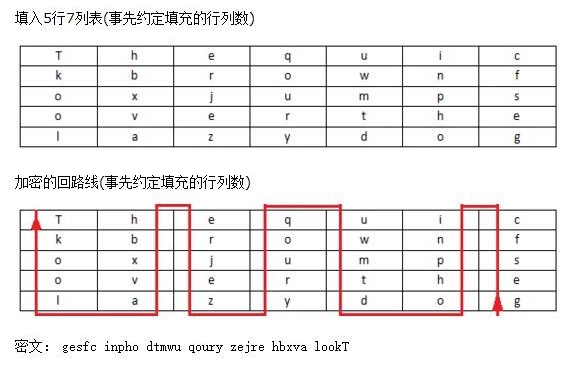 填入5行7列表(事先约定填充的行列数)
T h e q u i c
k b r o w n f
o x j u m p s
o v e r t h e
l a z y d o g
加密的回路线(事先约定填充的行列数)
T h e q u i c
k b r o w n f
o x j u m p s
o v e r t h e
l a z y d o g
密文: gesfc inpho dtmwu qoury zejre hbxva lookT